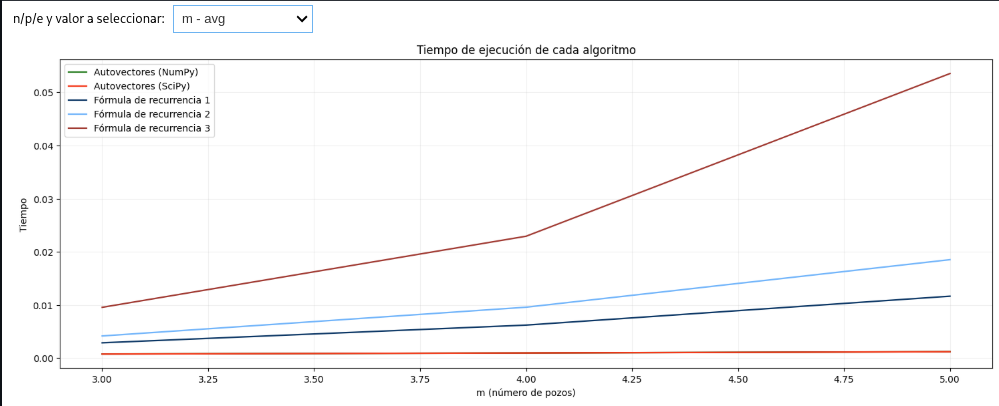 n/p/e y valor a seleccionar: m - avg
Tiempo de ejecución de cada algoritmo
Autovectores (NumPy)
Autovectores (SciPy)
Fórmula de recurrencia 1
Fórmula de recurrencia 2
Fórmula de recurrencia 3
0.05
0.04
0.03
0.02
0.01
0.00
Tiempo
3.00 3.25 3.50 3.75 4.00 4.25 4.50 4.75 5.00
m (número de pozos)